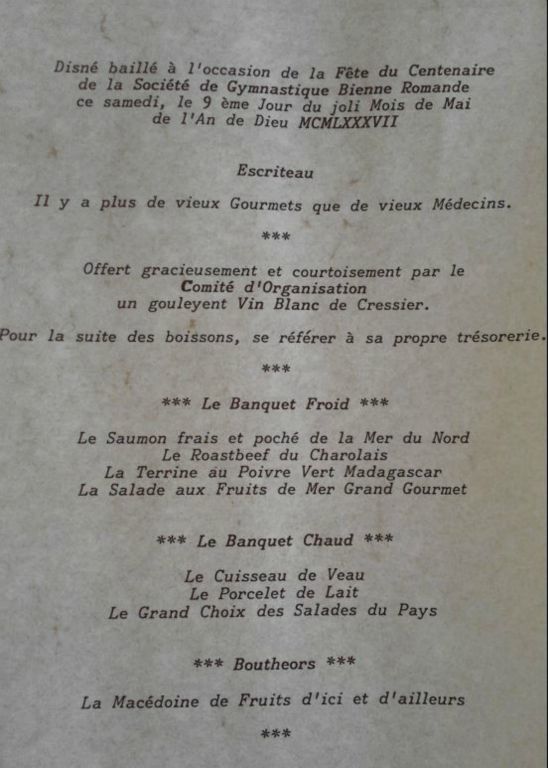 Disné baillé à l'occasion de la Fête du Centenaire
de la Société de Gymnastique Bienne Romande
ce samedi, le 9 ème Jour du joli Mois de Mai
de l'An de Dieu MCMLXXXVII
Escriteau
Il y a plus de vieux Gourmets que de vieux Médecins.
***
Offert gracieusement et courtoisement par le
Comité d'Organisation
un gouleyent Vin Blanc de Cressier.
Pour la suite des boissons, se référer à sa propre trésorerie.
***
*** Le Banquet Froid ***
Le Saumon frais et poché de la Mer du Nord
Le Roastbeef du Charolais
La Terrine au Poivre Vert Madagascar
La Salade aux Fruits de Mer Grand Gourmet
*** Le Banquet Chaud ***
Le Cuisseau de Veau
Le Porcelet de Lait
Le Grand Choix des Salades du Pays
*** Boutheors ***
La Macédoine de Fruits d'ici et d'ailleurs
***